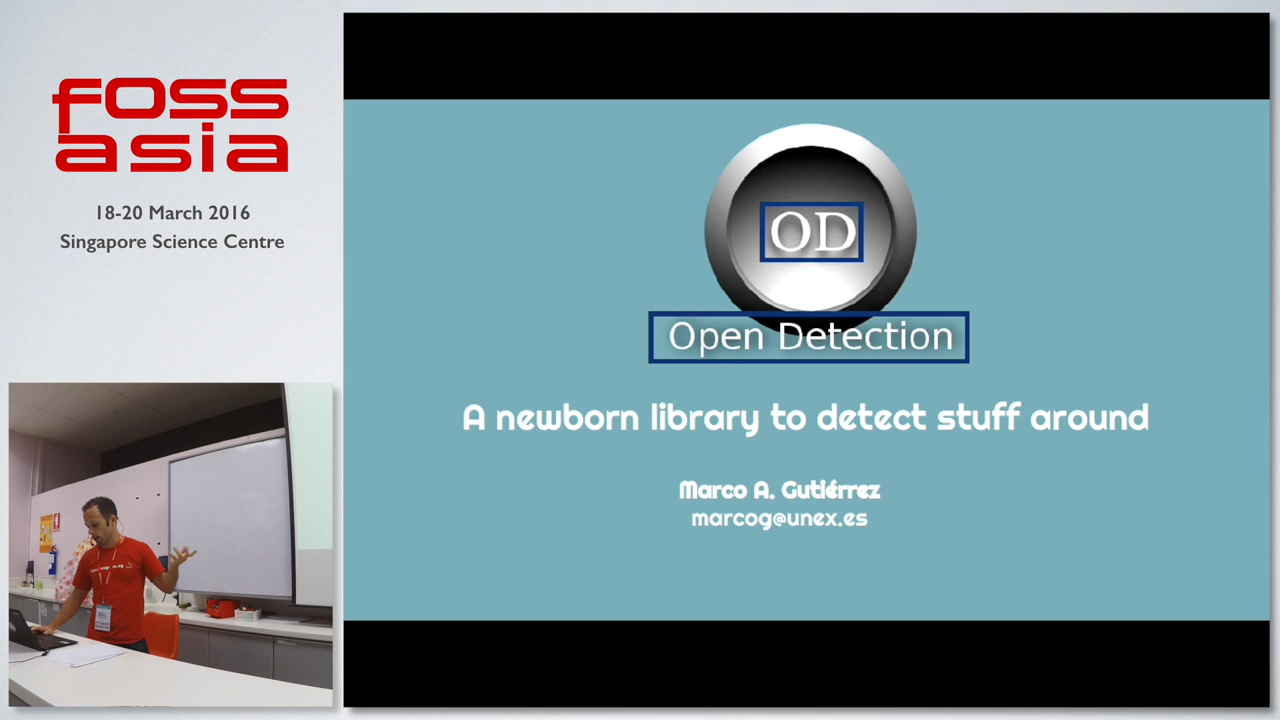 foss
asia
18-20 March 2016
Singapore Science Centre
OD
Open Detection
A newborn library to detect stuff around
Marco A. Gutiérrez
marcog@unex.es